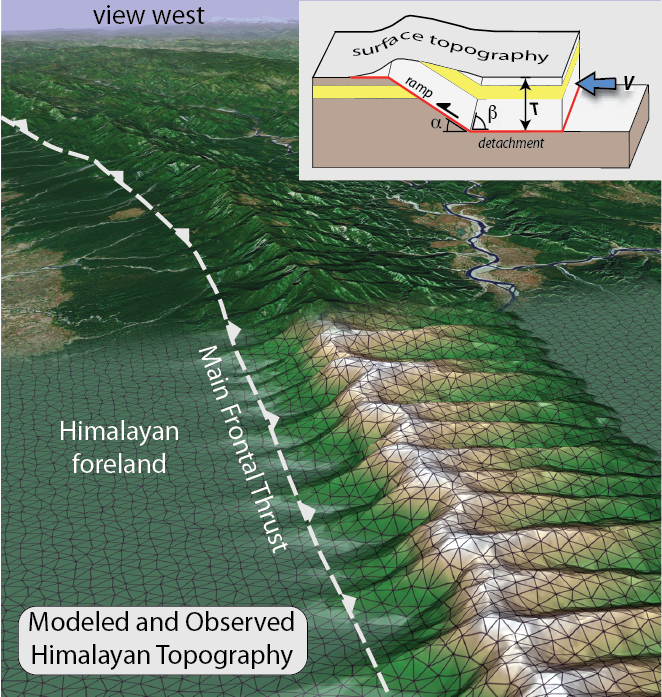 view west
surface topography
V
ramp
α
β
T
detachment
Main Frontal Thrust
Himalayan
foreland
Modeled and Observed
Himalayan Topography